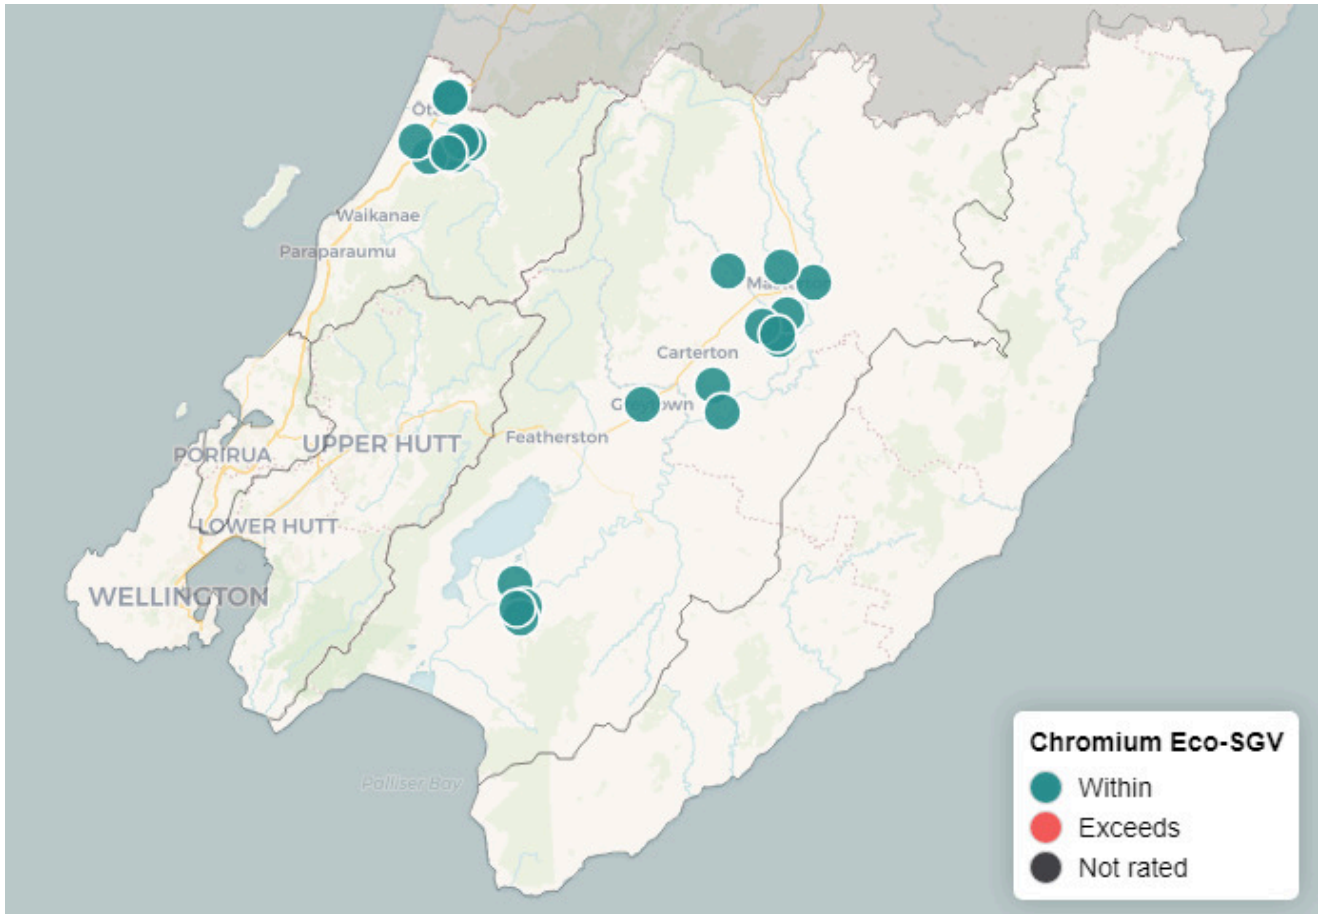 Waikanae
Paraparaumu
Carterton
Featherston
PORIRUA
UPPER HUTT
LOWER HUTT
WELLINGTON
Palliser Bay
Chromium Eco-SGV
Within
Exceeds
Not rated